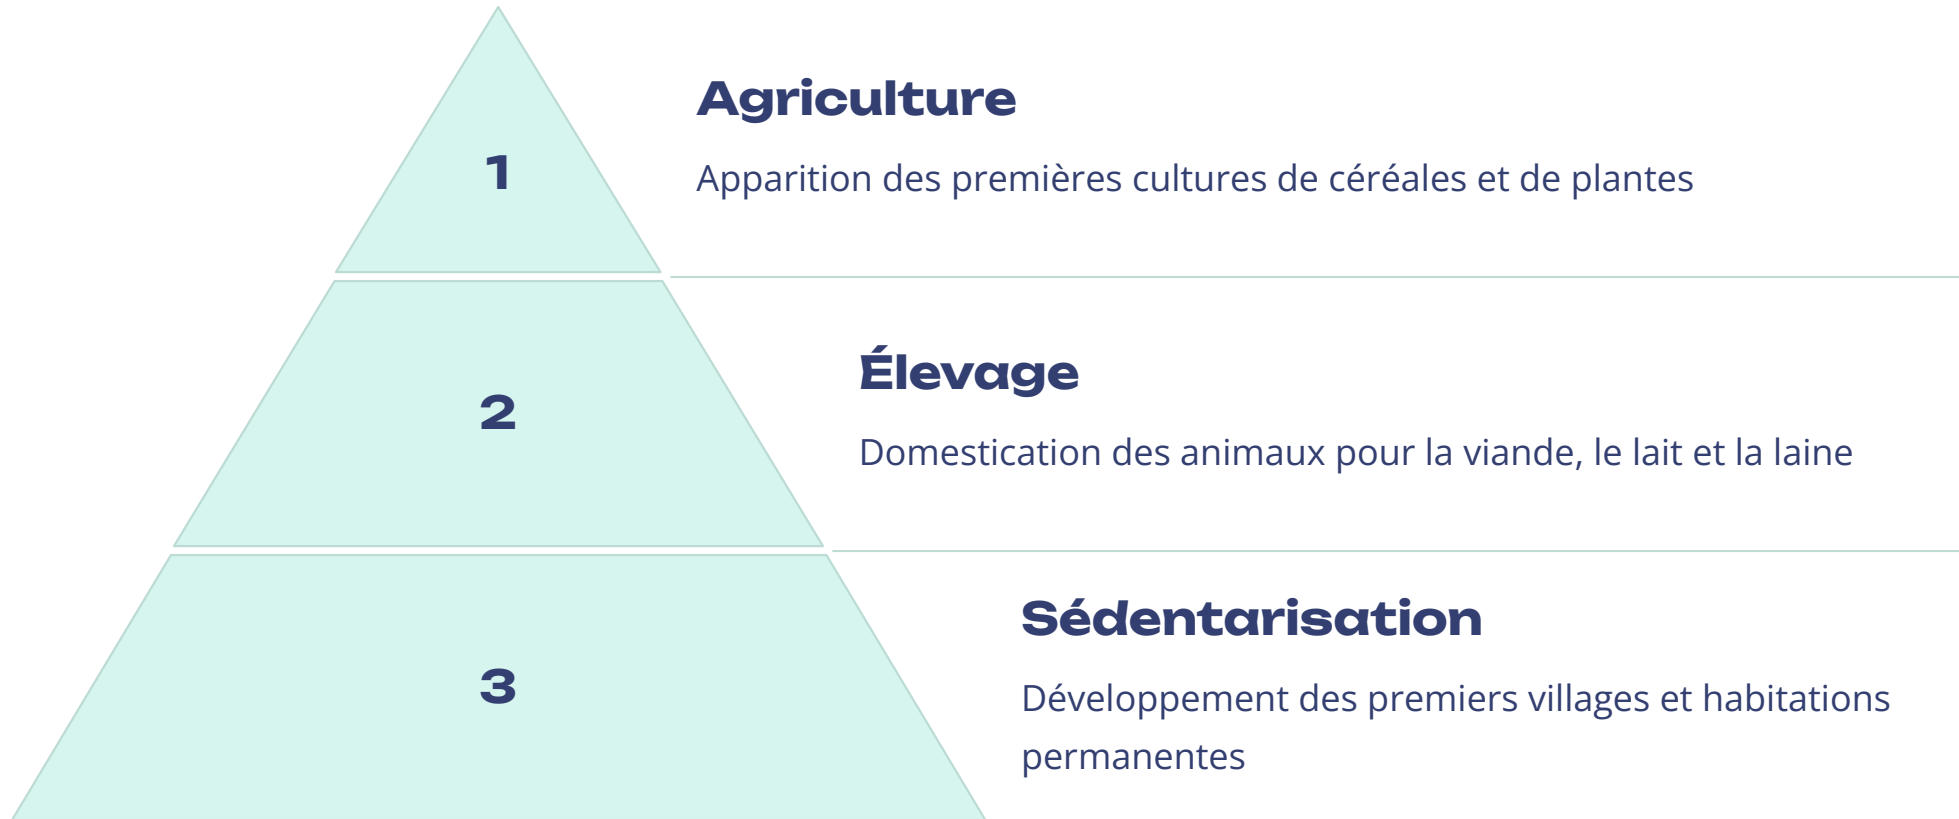 1
Agriculture
Apparition des premières cultures de céréales et de plantes
2
Élevage
Domestication des animaux pour la viande, le lait et la laine
3
Sédentarisation
Développement des premiers villages et habitations
permanentes